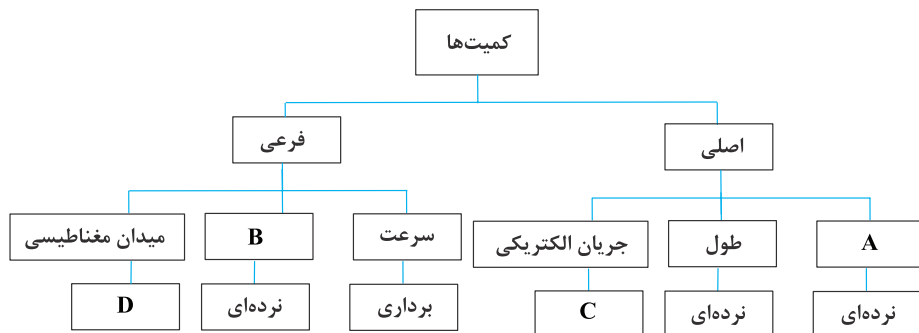 کمیت‌ها
اصلی
فرعی
A
طول
جریان الکتریکی
سرعت
B
میدان مغناطیسی
نرده‌ای
نرده‌ای
C
برداری
نرده‌ای
D